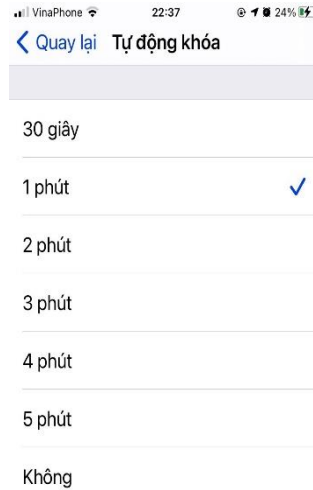 VinaPhone 22:37 24%
Quay lại Tự động khóa
30 giây
1 phút
2 phút
3 phút
4 phút
5 phút
Không